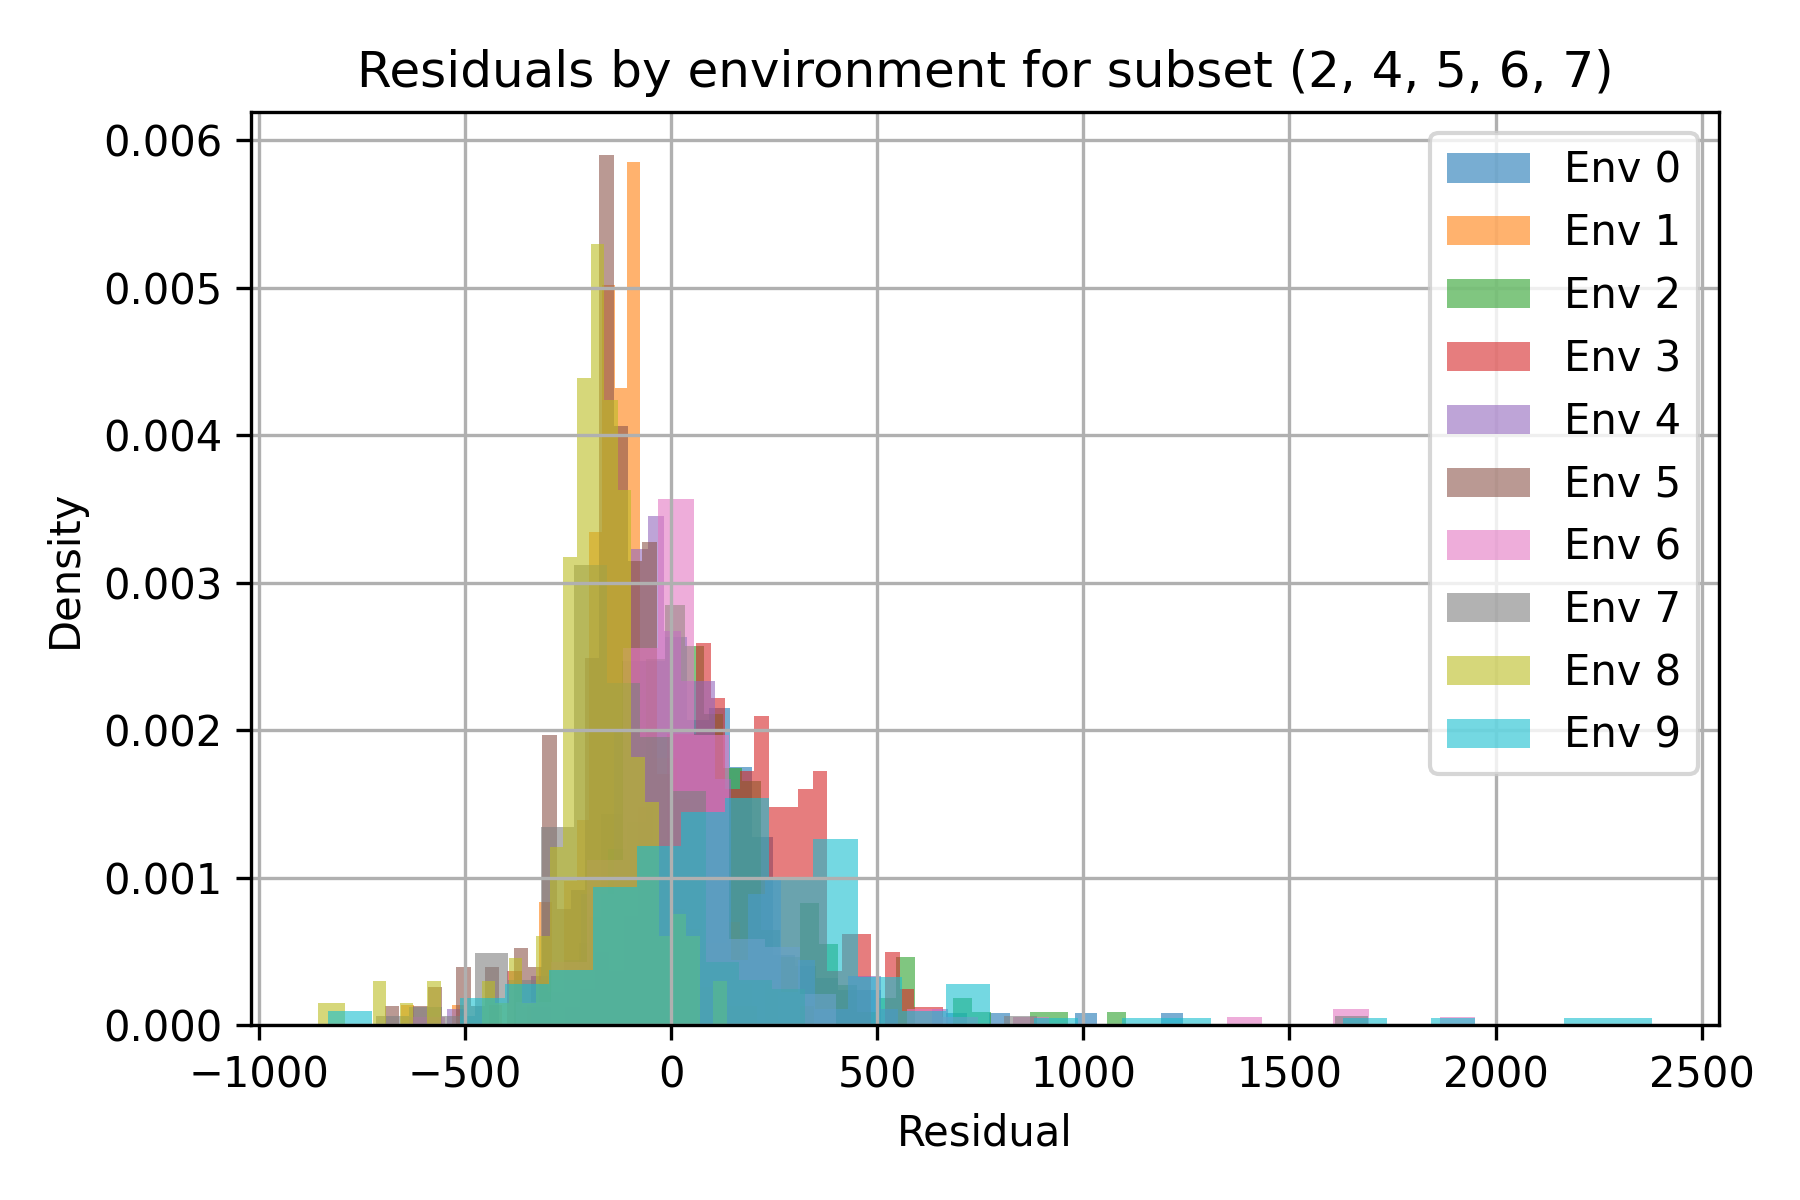 Residuals by environment for subset (2, 4, 5, 6, 7)
0.006
0.005
0.004
0.003
0.002
0.001
0.000
Density
Env 0
Env 1
Env 2
Env 3
Env 4
Env 5
Env 6
Env 7
Env 8
Env 9
−1000 −500 0 500 1000 1500 2000 2500
Residual